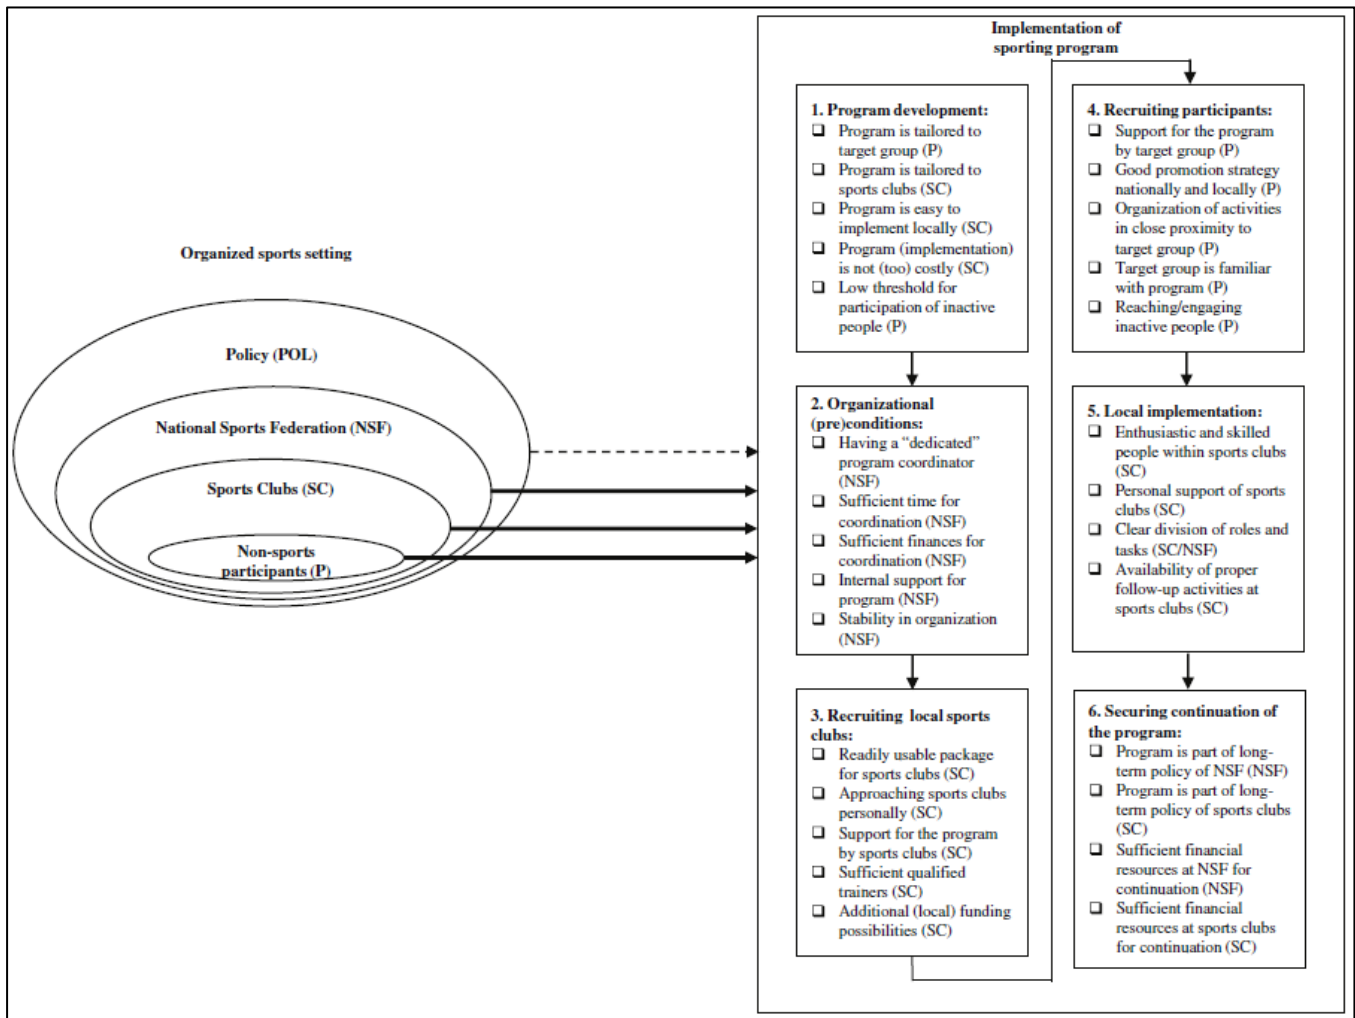 Implementation of
sporting program
Organized sports setting
Policy (POL)
National Sports Federation (NSF)
Sports Clubs (SC)
Non-sports
participants (P)
1. Program development:
Program is tailored to
target group (P)
Program is tailored to
sports clubs (SC)
Program is easy to
implement locally (SC)
Program (implementation)
is not (too) costly (SC)
Low threshold for
participation of inactive
people (P)
2. Organizational
(pre)conditions:
Having a “dedicated”
program coordinator
(NSF)
Sufficient time for
coordination (NSF)
Sufficient finances for
coordination (NSF)
Internal support for
program (NSF)
Stability in organization
(NSF)
3. Recruiting local sports
clubs:
Readily usable package
for sports clubs (SC)
Approaching sports clubs
personally (SC)
Support for the program
by sports clubs (SC)
Sufficient qualified
trainers (SC)
Additional (local) funding
possibilities (SC)
4. Recruiting participants:
Support for the program
by target group (P)
Good promotion strategy
nationally and locally (P)
Organization of activities
in close proximity to
target group (P)
Target group is familiar
with program (P)
Reaching/engaging
inactive people (P)
5. Local implementation:
Enthusiastic and skilled
people within sports clubs
(SC)
Personal support of sports
clubs (SC)
Clear division of roles and
tasks (SC/NSF)
Availability of proper
follow-up activities at
sports clubs (SC)
6. Securing continuation of
the program:
Program is part of long-
term policy of NSF (NSF)
Program is part of long-
term policy of sports clubs
(SC)
Sufficient financial
resources at NSF for
continuation (NSF)
Sufficient financial
resources at sports clubs
for continuation (SC)